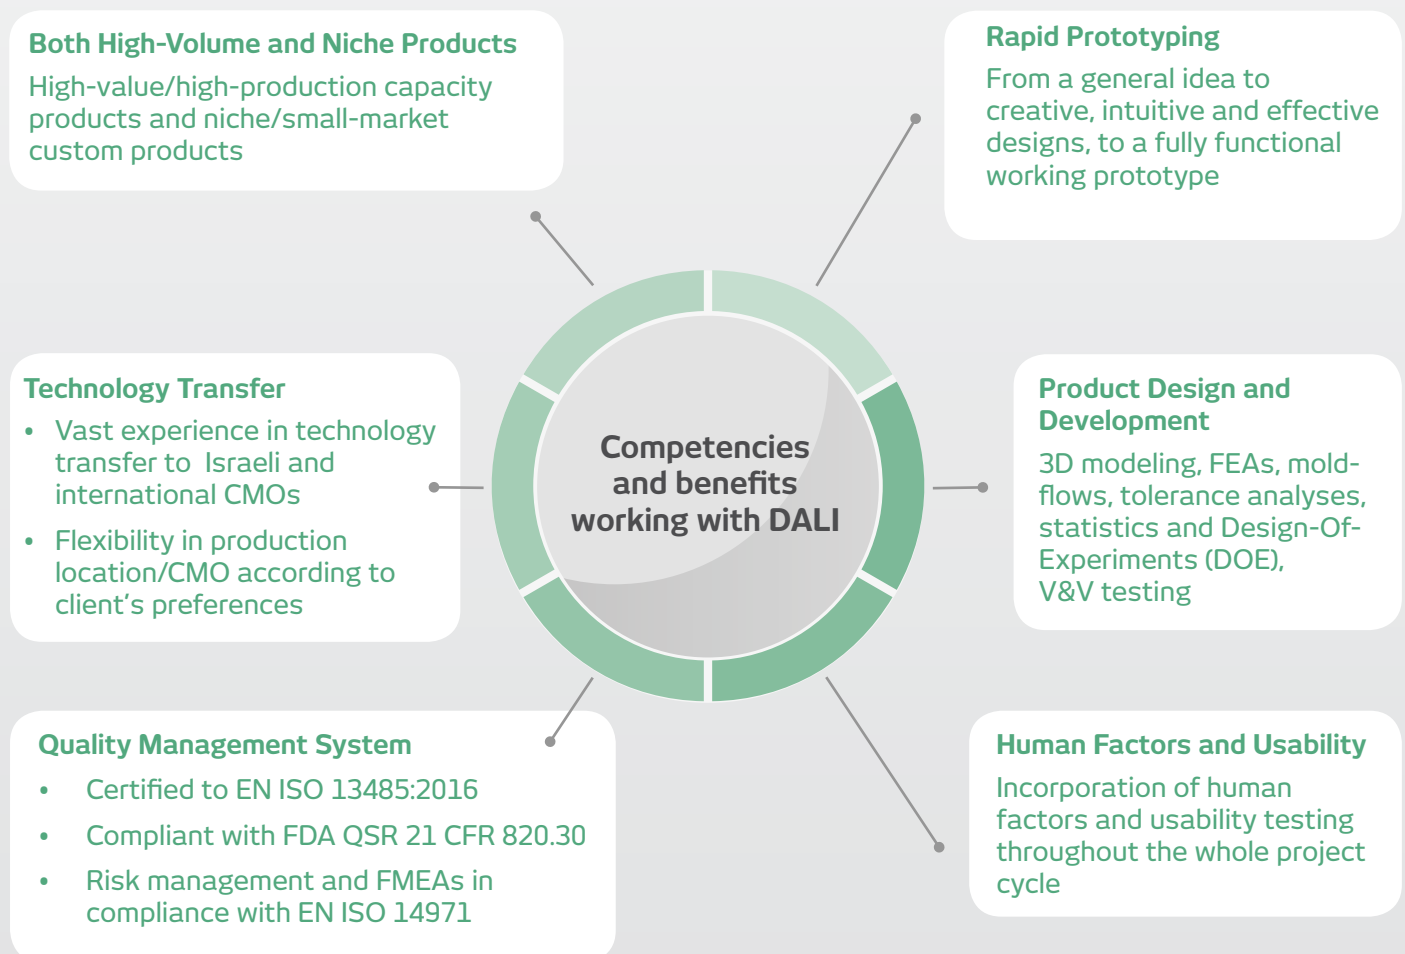 Both High-Volume and Niche Products
High-value/high-production capacity
products and niche/small-market
custom products
Rapid Prototyping
From a general idea to
creative, intuitive and effective
designs, to a fully functional
working prototype
Technology Transfer
• Vast experience in technology
transfer to Israeli and
international CMOs
• Flexibility in production
location/CMO according to
client's preferences
Competencies
and benefits
working with DALI
Product Design and
Development
3D modeling, FEAs, mold-
flows, tolerance analyses,
statistics and Design-Of-
Experiments (DOE),
V&V testing
Quality Management System
• Certified to EN ISO 13485:2016
• Compliant with FDA QSR 21 CFR 820.30
• Risk management and FMEAs in
compliance with EN ISO 14971
Human Factors and Usability
Incorporation of human
factors and usability testing
throughout the whole project
cycle